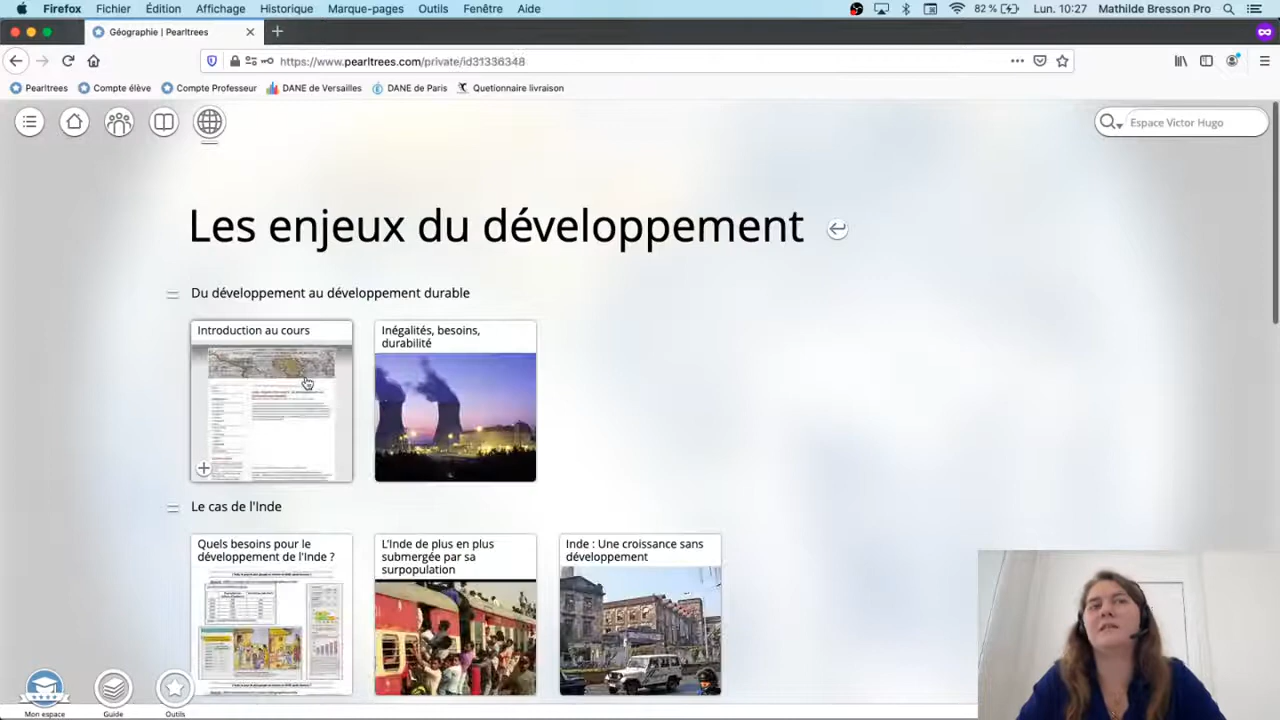 Firefox Fichier Édition Affichage Historique Marque-pages Outils Fenêtre Aide 82 % Lun. 10:27 Mathilde Bresson Pro
Géographie | Pearltrees
https://www.pearltrees.com/private/id31336348
Pearltrees Compte élève Compte Professeur DANE de Versailles DANE de Paris Quetionnaire livraison
Espace Victor Hugo
Les enjeux du développement
Du développement au développement durable
Introduction au cours
Inégalités, besoins,
durabilité
Le cas de l'Inde
Quels besoins pour le
développement de l'Inde ?
L'Inde de plus en plus
submergée par sa
surpopulation
Inde : Une croissance sans
développement
Mon espace Guide Outils